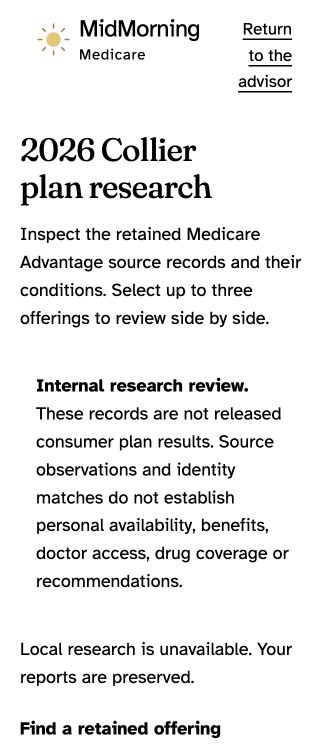 MidMorning
Medicare
Return
to the
advisor
2026 Collier
plan research
Inspect the retained Medicare
Advantage source records and their
conditions. Select up to three
offerings to review side by side.
Internal research review.
These records are not released
consumer plan results. Source
observations and identity
matches do not establish
personal availability, benefits,
doctor access, drug coverage or
recommendations.
Local research is unavailable. Your
reports are preserved.
Find a retained offering